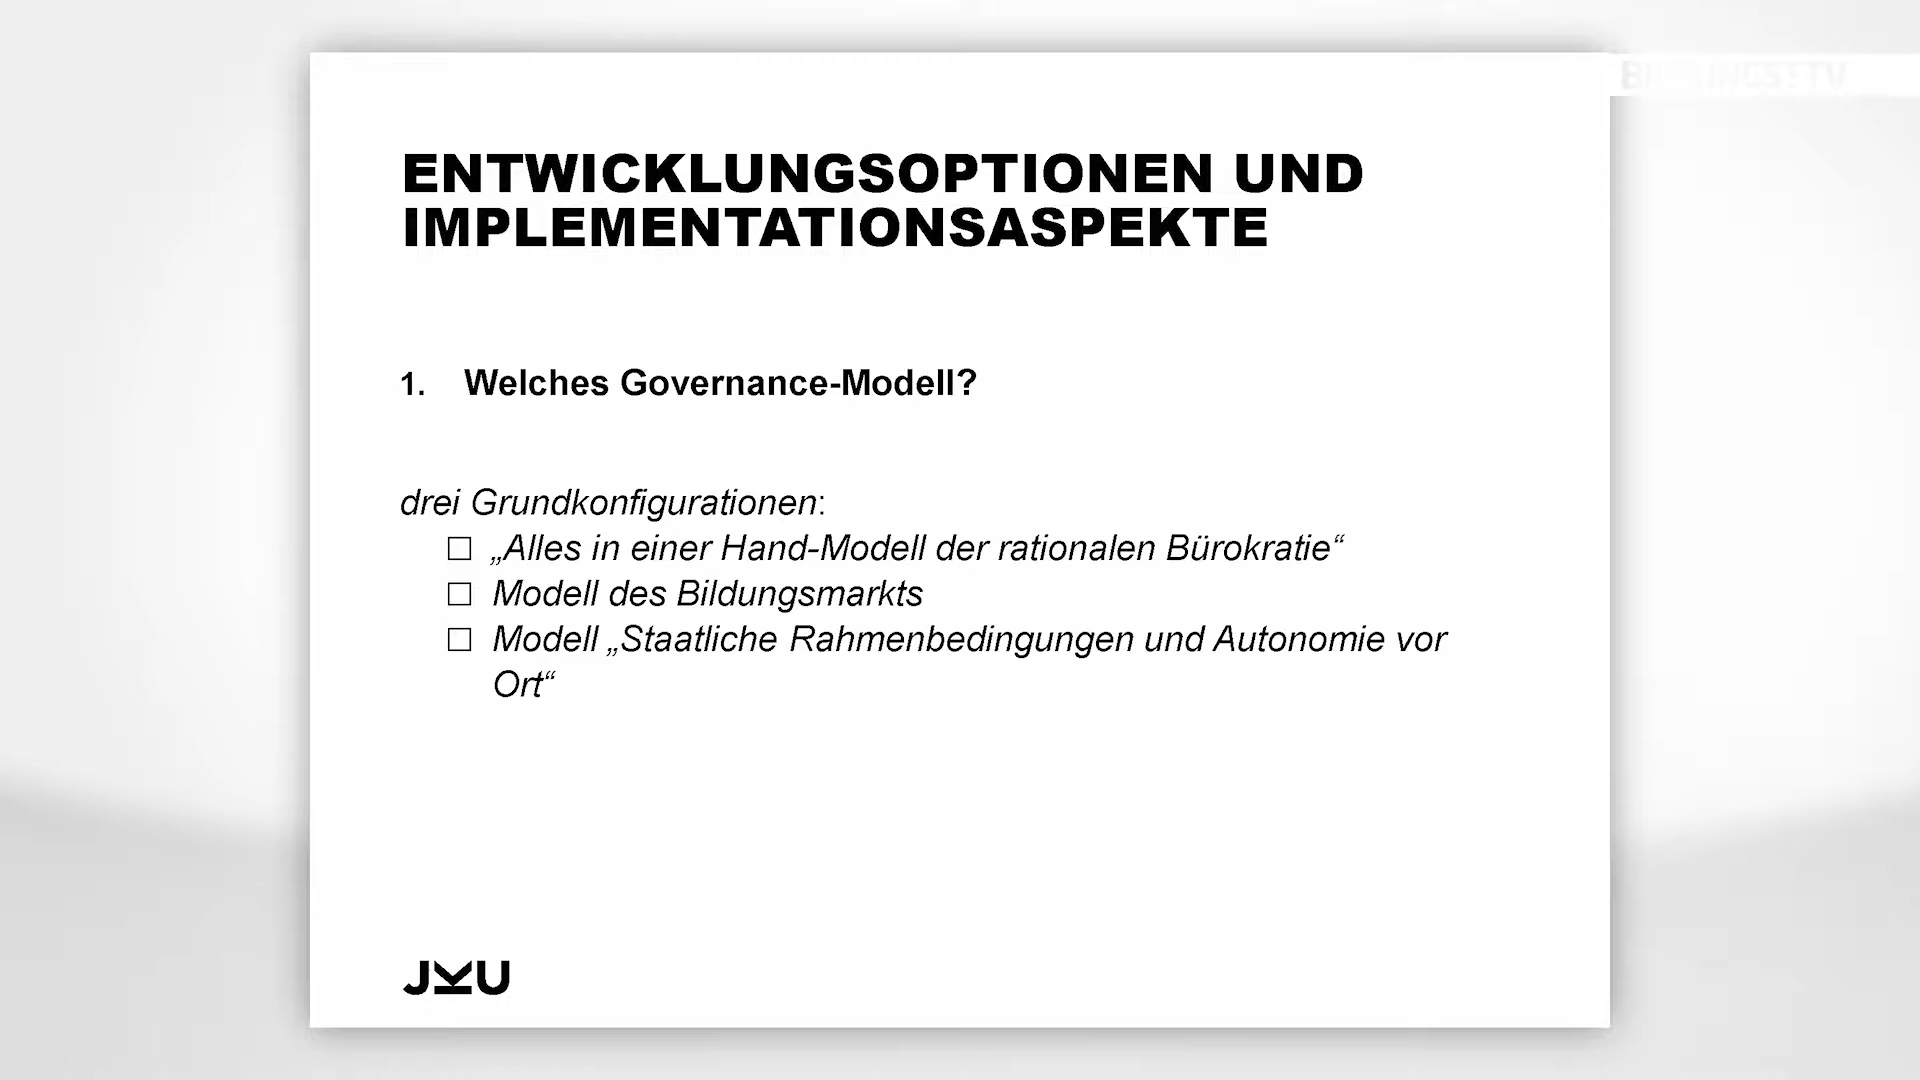 ENTWICKLUNGSOPTIONEN UND
IMPLEMENTATIONSASPEKTE
1. Welches Governance-Modell?
drei Grundkonfigurationen:
☐ „Alles in einer Hand-Modell der rationalen Bürokratie“
☐ Modell des Bildungsmarkts
☐ Modell „Staatliche Rahmenbedingungen und Autonomie vor
Ort“
JKU